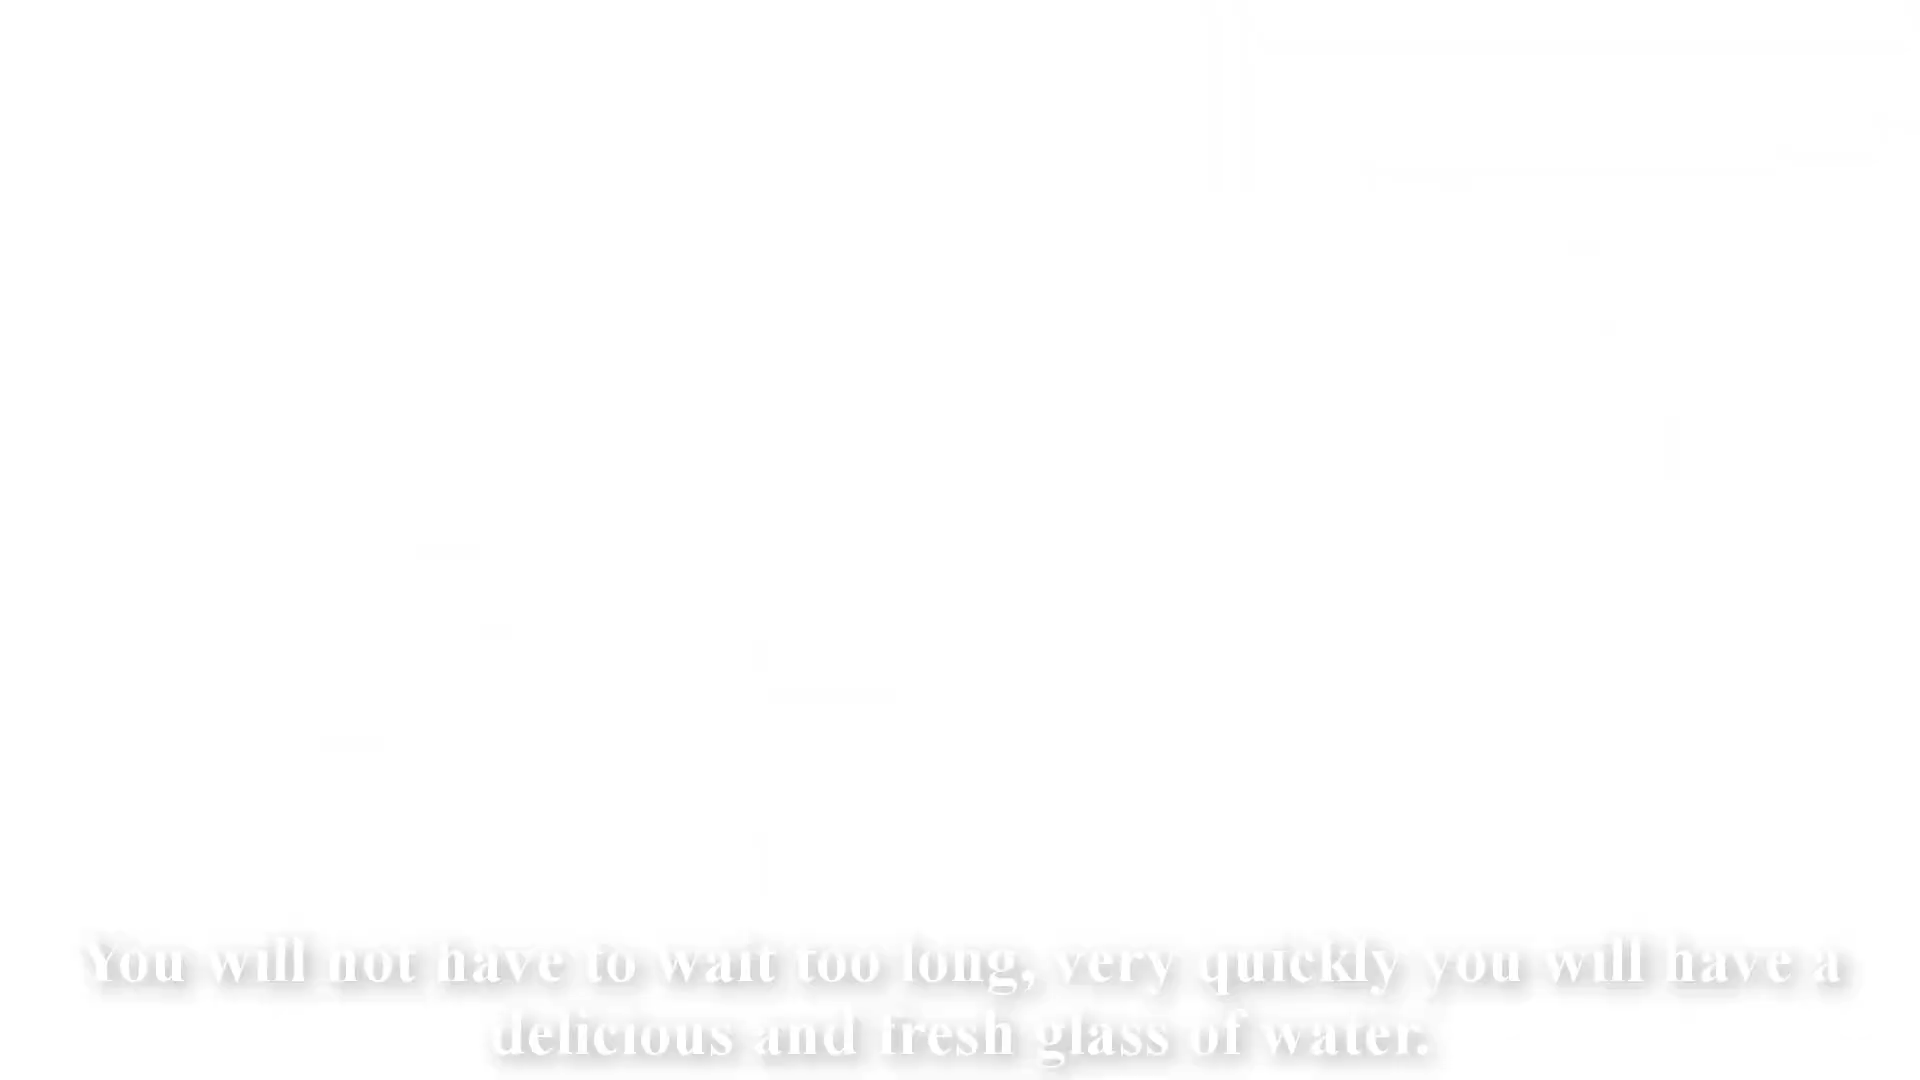 You will not have to wait too long, very quickly you will have a
delicious and fresh glass of water.